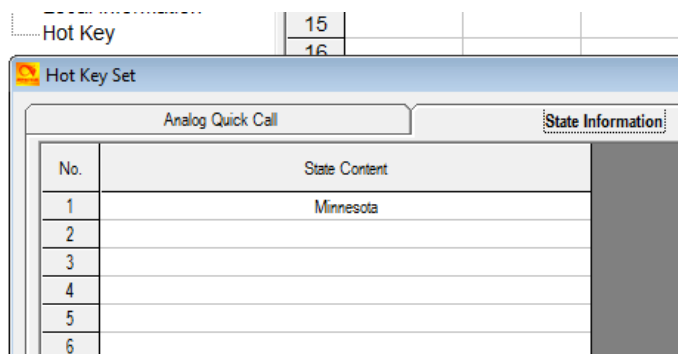 15
Hot Key
16
Hot Key Set
Analog Quick Call State Information
No. State Content
1 Minnesota
2
3
4
5
6